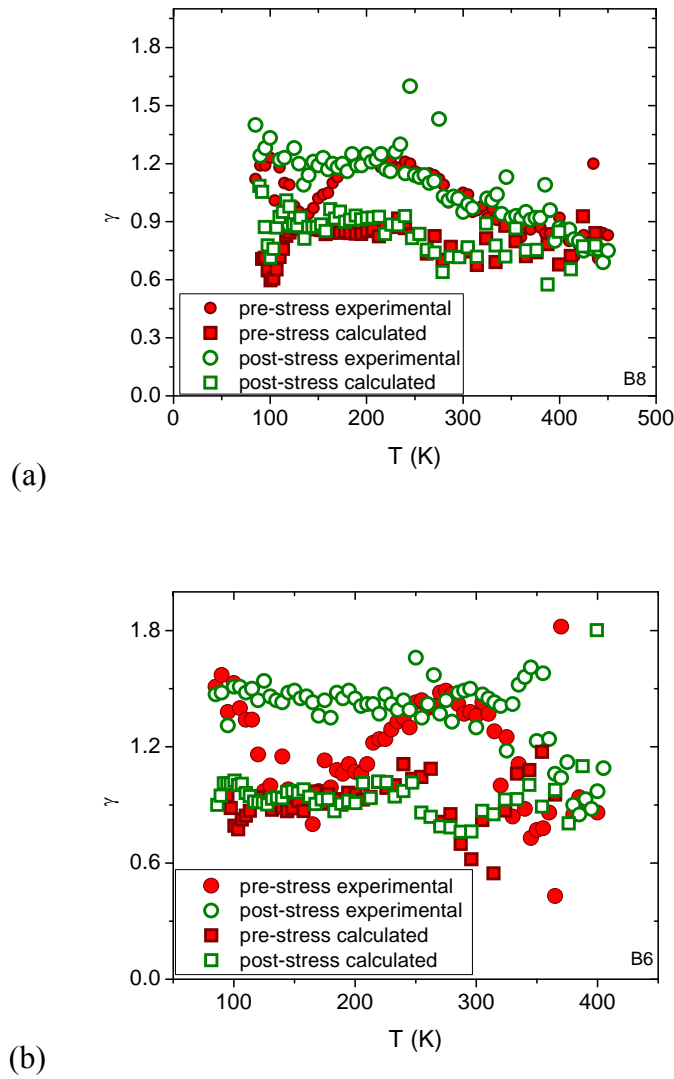 1.8
1.5
1.2
γ
0.9
0.6
pre-stress experimental
pre-stress calculated
0.3
post-stress experimental
post-stress calculated
B8
0.0
0 100 200 300 400 500
T (K)
(a)
1.8
1.2
γ
0.6
pre-stress experimental
post-stress experimental
pre-stress calculated
post-stress calculated
B6
0.0
100 200 300 400
T (K)
(b)